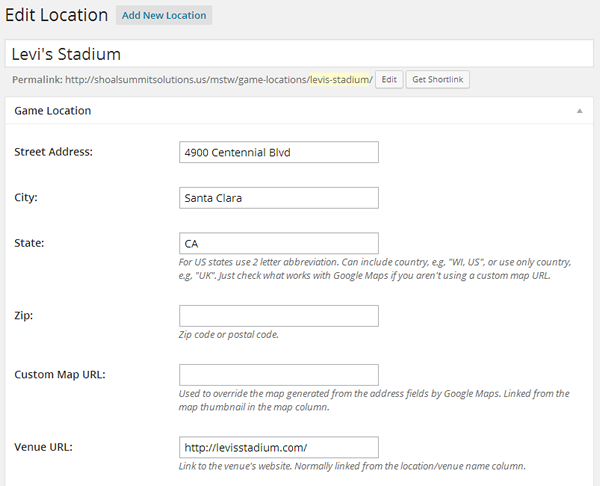 Edit Location Add New Location
Levi's Stadium
Permalink: http://shoalsummitsolutions.us/mstw/game-locations/levis-stadium/ Edit Get Shortlink
Game Location
Street Address: 4900 Centennial Blvd
City: Santa Clara
State: CA
For US states use 2 letter abbreviation. Can include country, e.g. "WI, US", or use only country,
e.g, "UK". Just check what works with Google Maps if you aren't using a custom map URL.
Zip:
Zip code or postal code.
Custom Map URL:
Used to override the map generated from the address fields by Google Maps. Linked from the
map thumbnail in the map column.
Venue URL: http://levisstadium.com/
Link to the venue's website. Normally linked from the location/venue name column.